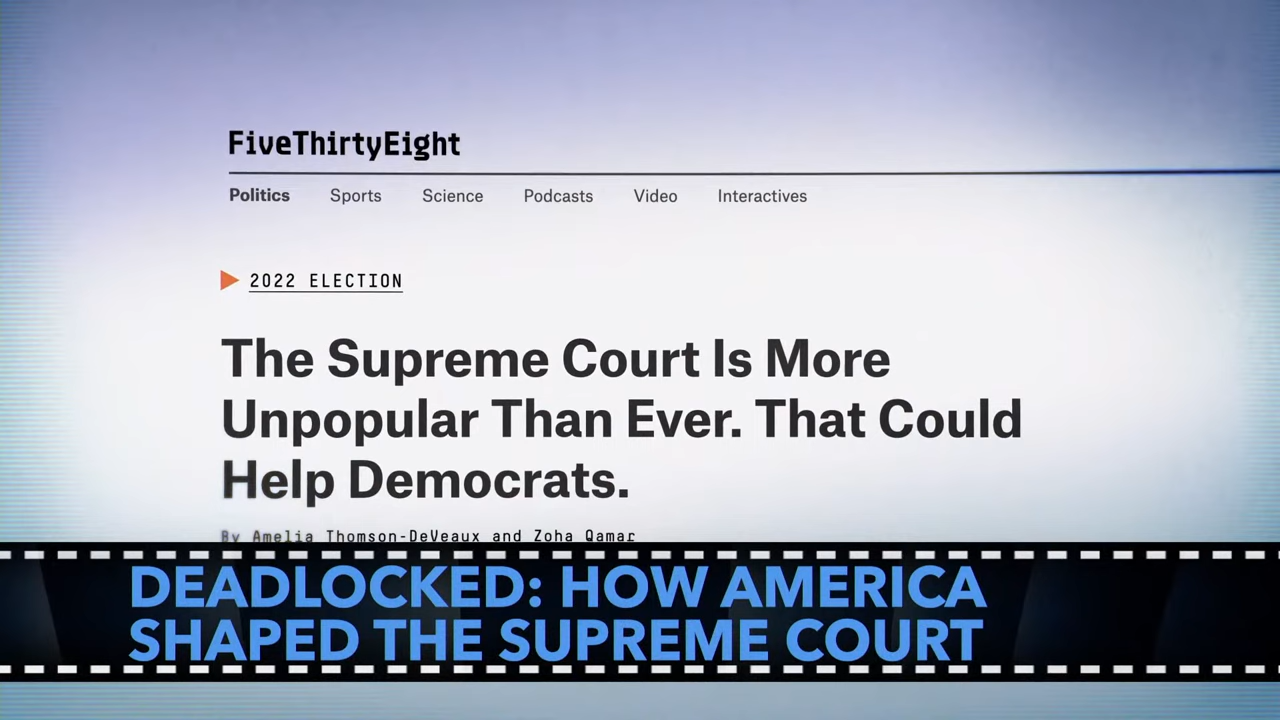 FiveThirtyEight
Politics Sports Science Podcasts Video Interactives
2022 ELECTION
The Supreme Court Is More
Unpopular Than Ever. That Could
Help Democrats.
By Amelia Thomson-DeVeaux and Zoha Qamar
DEADLOCKED: HOW AMERICA
SHAPED THE SUPREME COURT